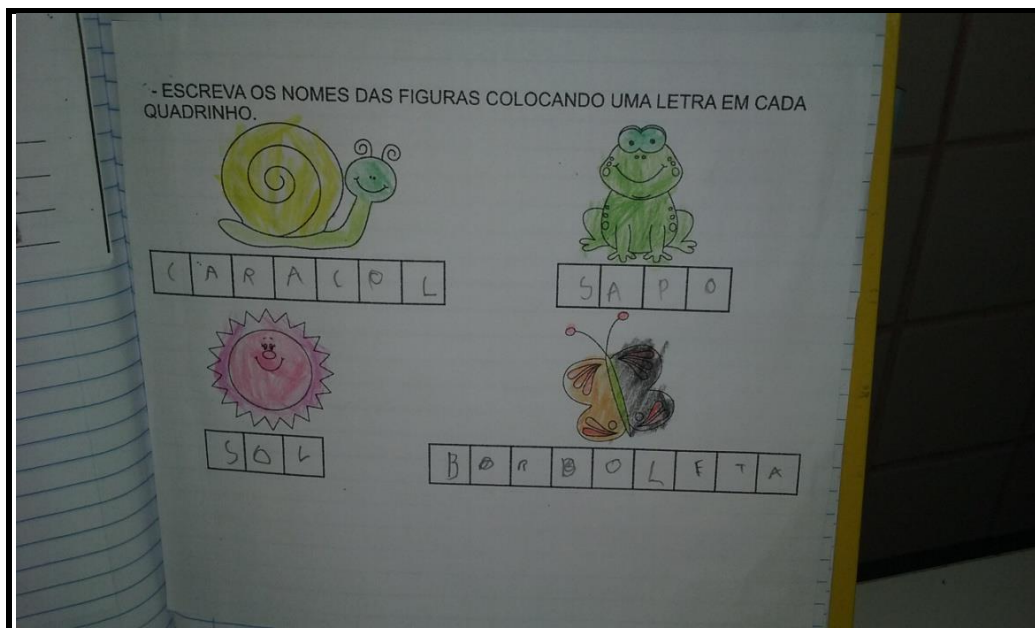 - ESCREVA OS NOMES DAS FIGURAS COLOCANDO UMA LETRA EM CADA
QUADRINHO.
CARACOL
SAPO
SOL
BORBOLETA